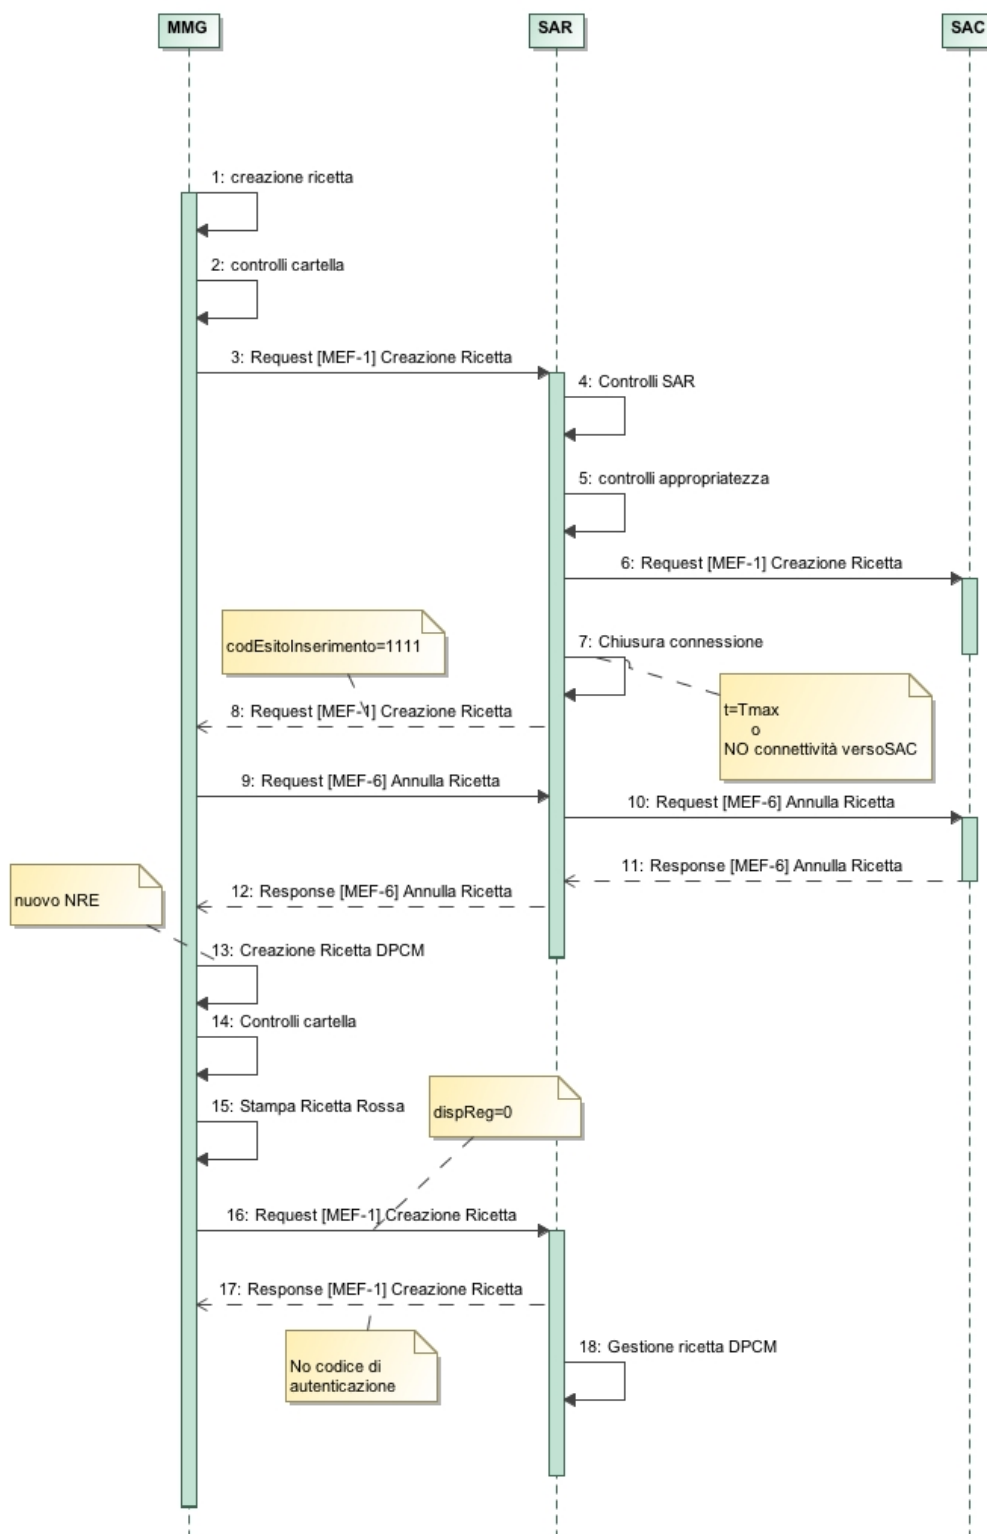 MMG
SAR
SAC
1: creazione ricetta
2: controlli cartella
3: Request [MEF-1] Creazione Ricetta
4: Controlli SAR
5: controlli appropriatezza
6: Request [MEF-1] Creazione Ricetta
codEsitoInserimento=1111
7: Chiusura connessione
t=Tmax
o
NO connettività versoSAC
8: Request [MEF-1] Creazione Ricetta
9: Request [MEF-6] Annulla Ricetta
10: Request [MEF-6] Annulla Ricetta
11: Response [MEF-6] Annulla Ricetta
12: Response [MEF-6] Annulla Ricetta
nuovo NRE
13: Creazione Ricetta DPCM
14: Controlli cartella
15: Stampa Ricetta Rossa
dispReg=0
16: Request [MEF-1] Creazione Ricetta
17: Response [MEF-1] Creazione Ricetta
No codice di
autenticazione
18: Gestione ricetta DPCM